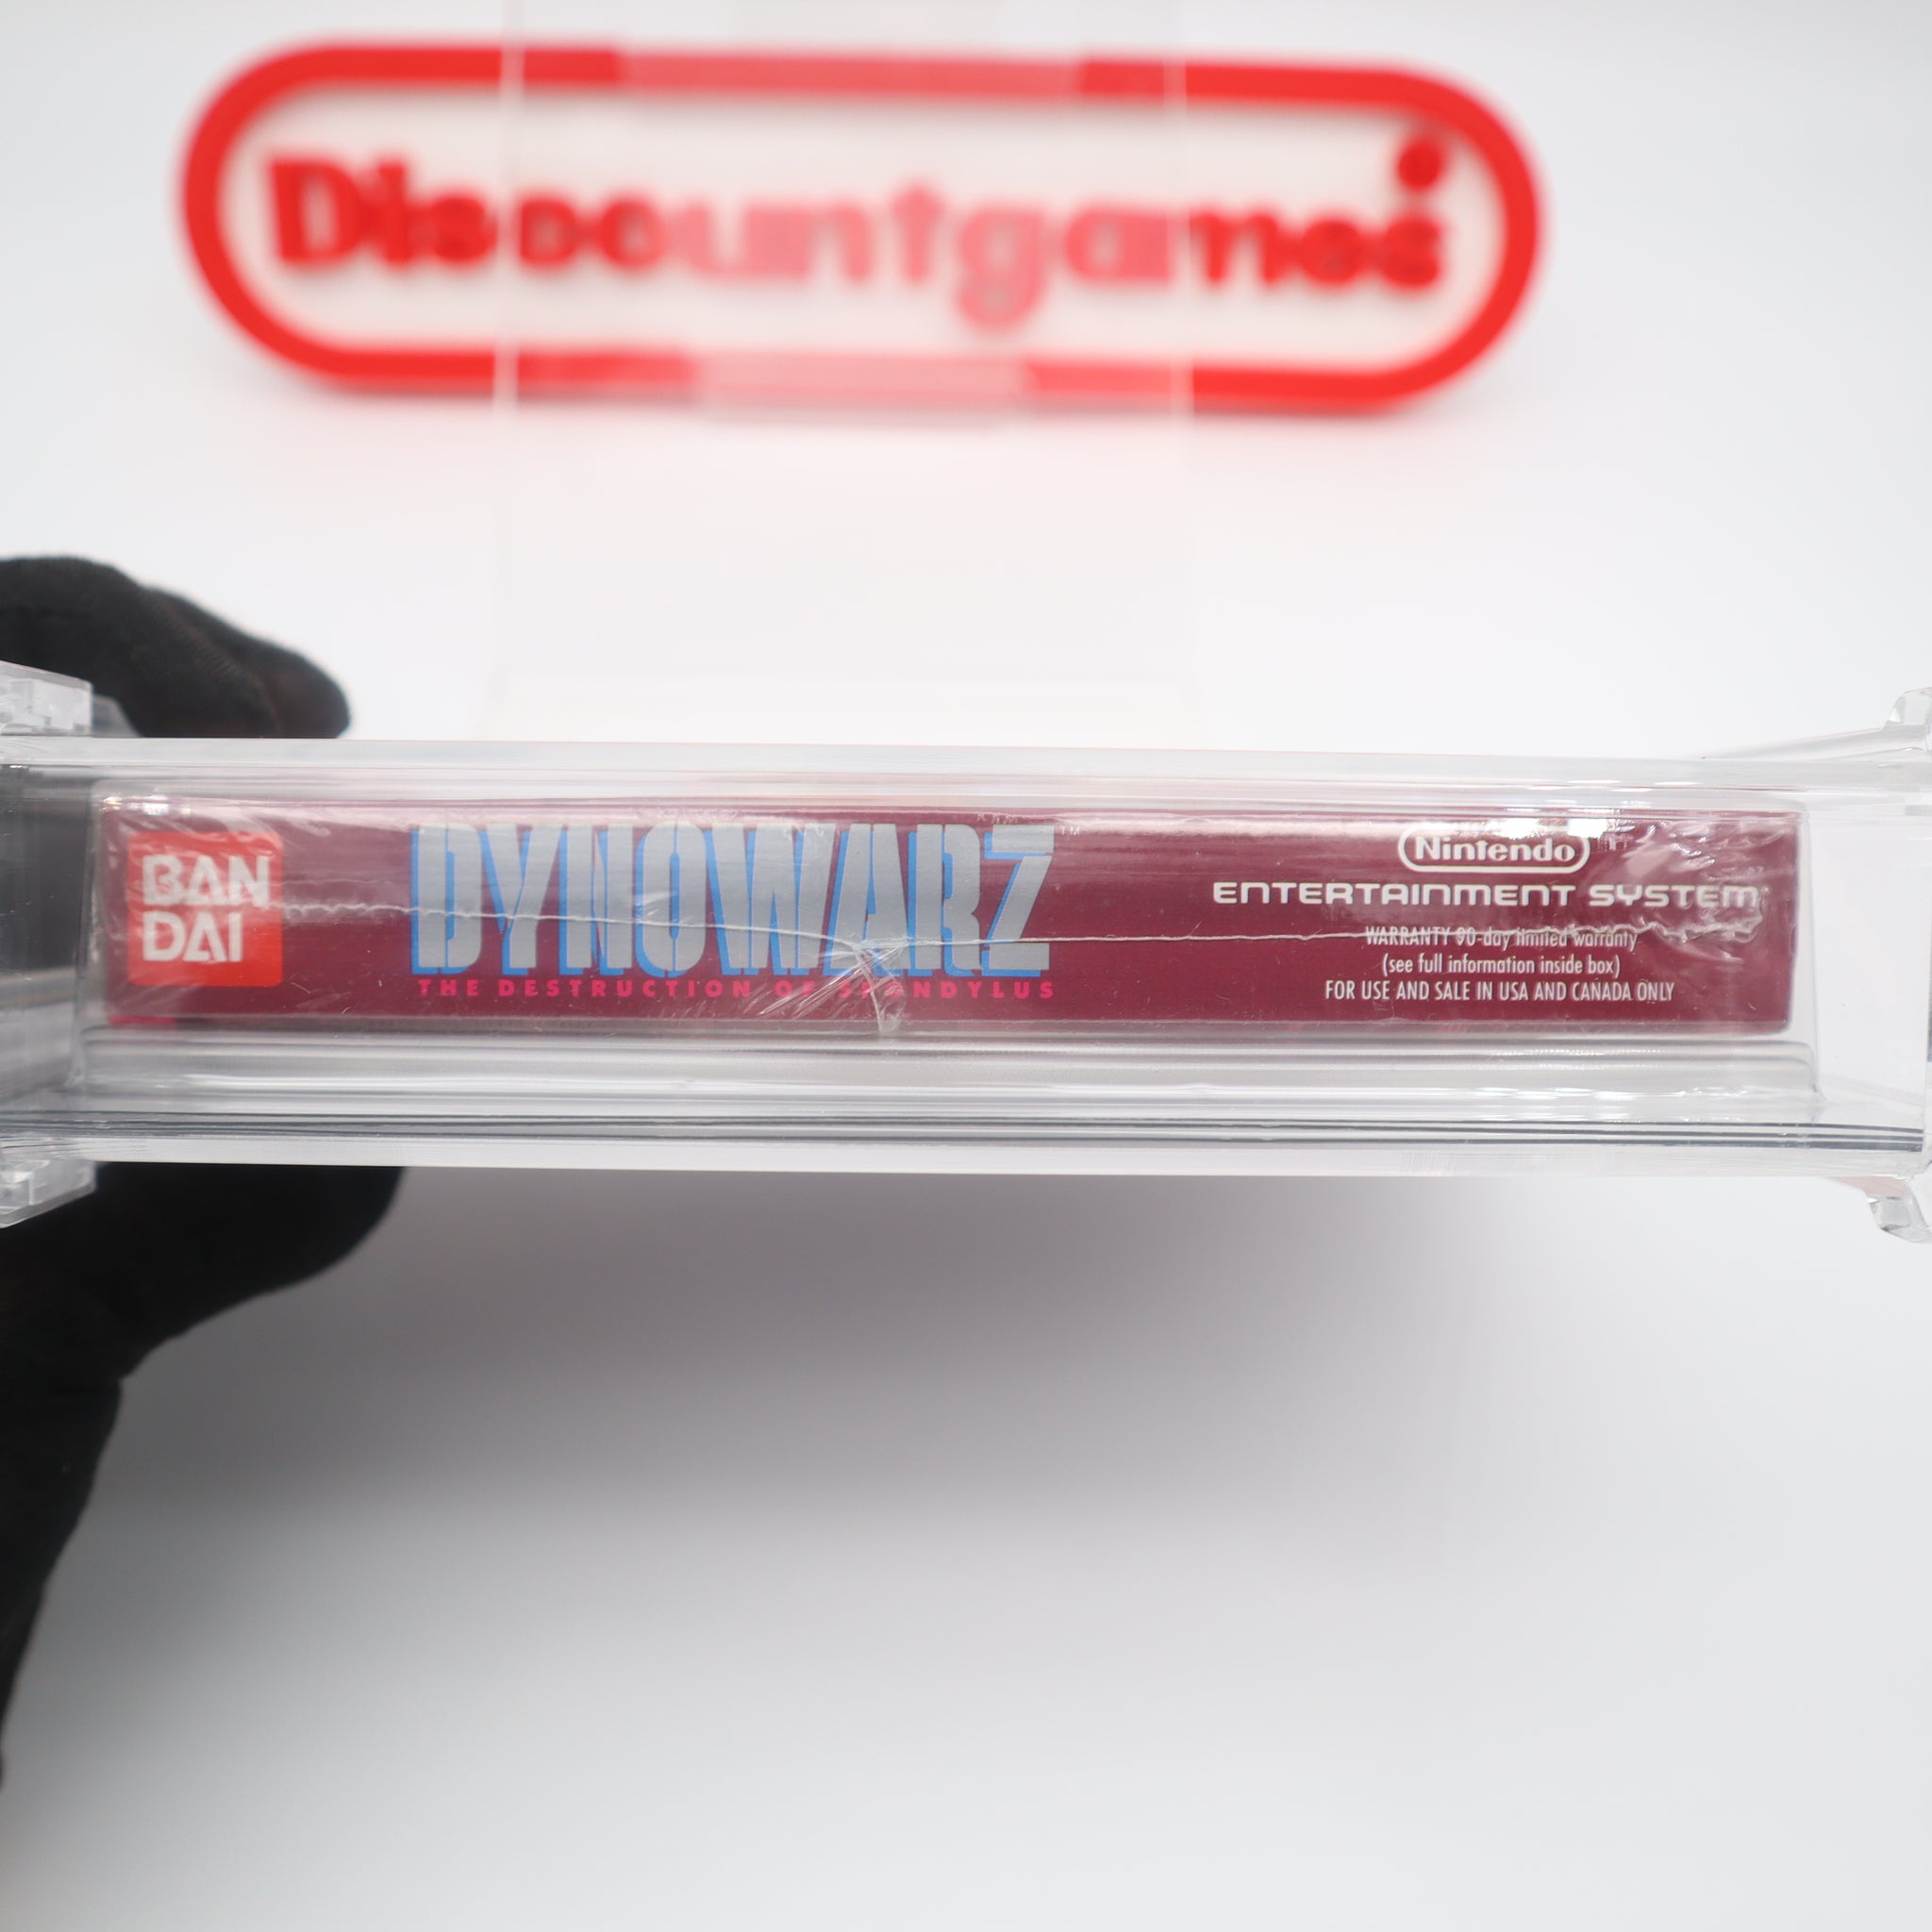 Discountgames
BAN
DAI
DYNOWARZ™
THE DESTRUCTION OF SPONDYLUS
Nintendo
ENTERTAINMENT SYSTEM
WARRANTY 90-day limited warranty
(see full information inside box)
FOR USE AND SALE IN USA AND CANADA ONLY